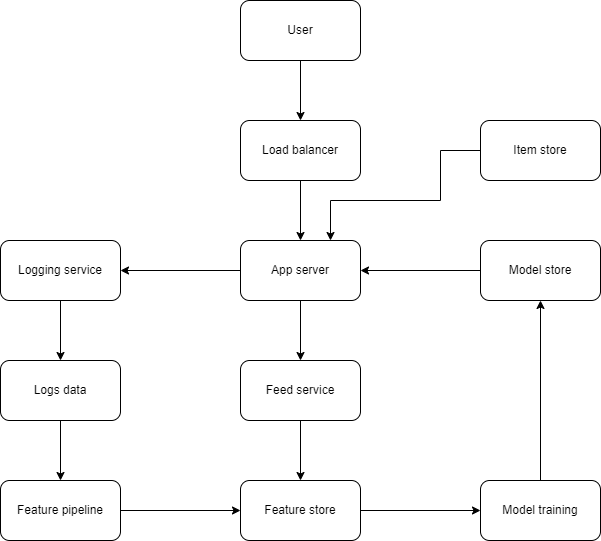 User
Load balancer
Item store
Logging service
App server
Model store
Logs data
Feed service
Feature pipeline
Feature store
Model training